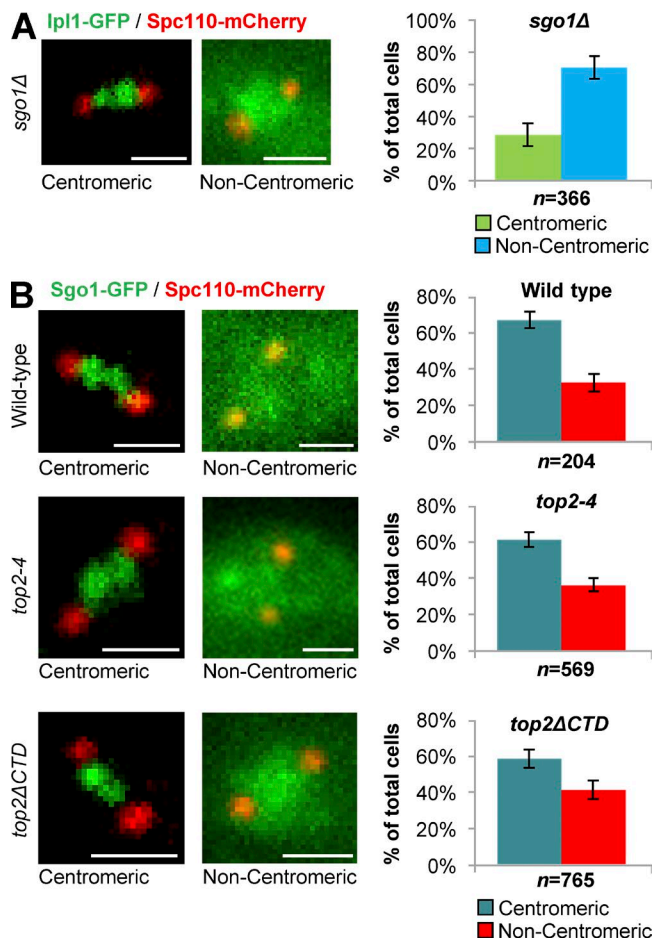 A
Ipl1-GFP / Spc110-mCherry
sgo1Δ
Centromeric
Non-Centromeric
sgo1Δ
% of total cells
100%
80%
60%
40%
20%
0%
n=366
Centromeric
Non-Centromeric
B
Sgo1-GFP / Spc110-mCherry
Wild-type
Centromeric
Non-Centromeric
Wild type
% of total cells
80%
60%
40%
20%
0%
n=204
top2-4
Centromeric
Non-Centromeric
top2-4
% of total cells
80%
60%
40%
20%
0%
n=569
top2ΔCTD
Centromeric
Non-Centromeric
top2ΔCTD
% of total cells
80%
60%
40%
20%
0%
n=765
Centromeric
Non-Centromeric